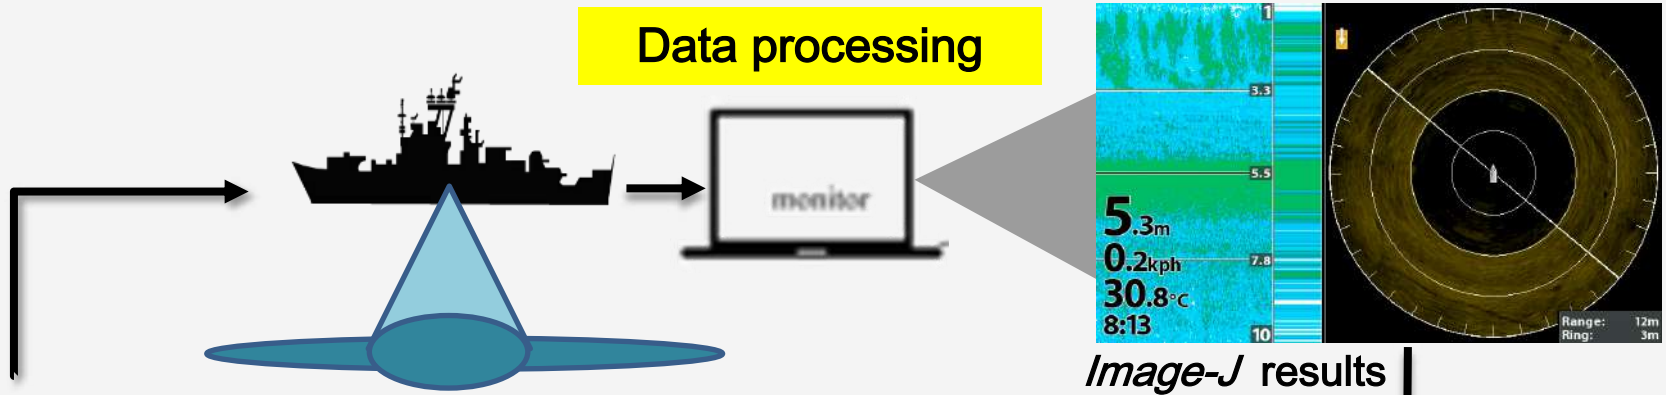 Data processing
monitor
1
3.3
5.5
7.8
10
5.3m
0.2kph
30.8°C
8:13
Range: 12m
Ring: 3m
Image-J results